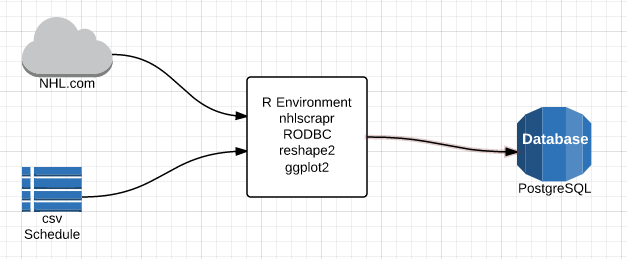 NHL.com
R Environment
nhlscrapr
RODBC
reshape2
ggplot2
Database
PostgreSQL
csv
Schedule